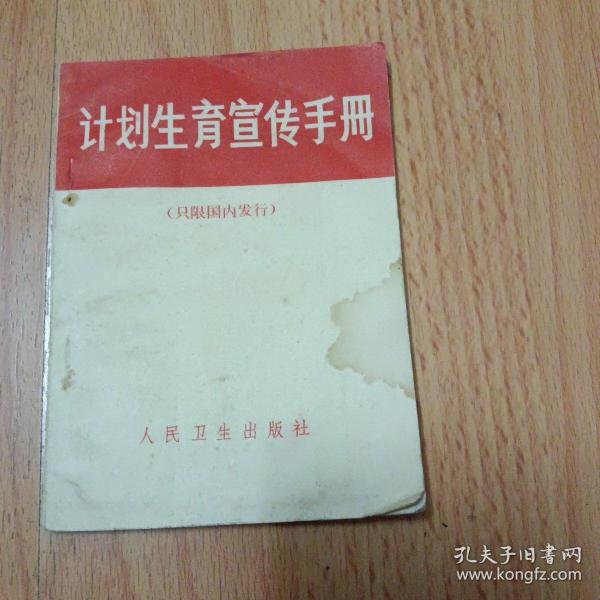 计划生育宣传手册
（只限国内发行）
人民卫生出版社
孔夫子旧书网
www.kongfz.com